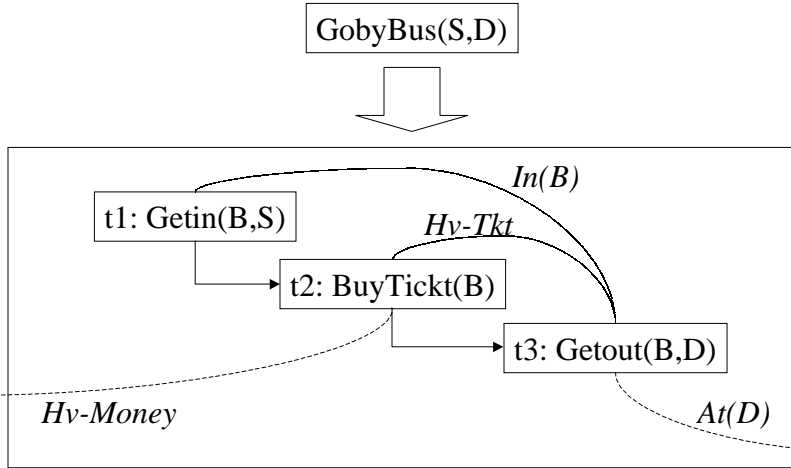 GobyBus(S,D)
In(B)
t1: Getin(B,S)
Hv-Tkt
t2: BuyTickt(B)
t3: Getout(B,D)
Hv-Money
At(D)